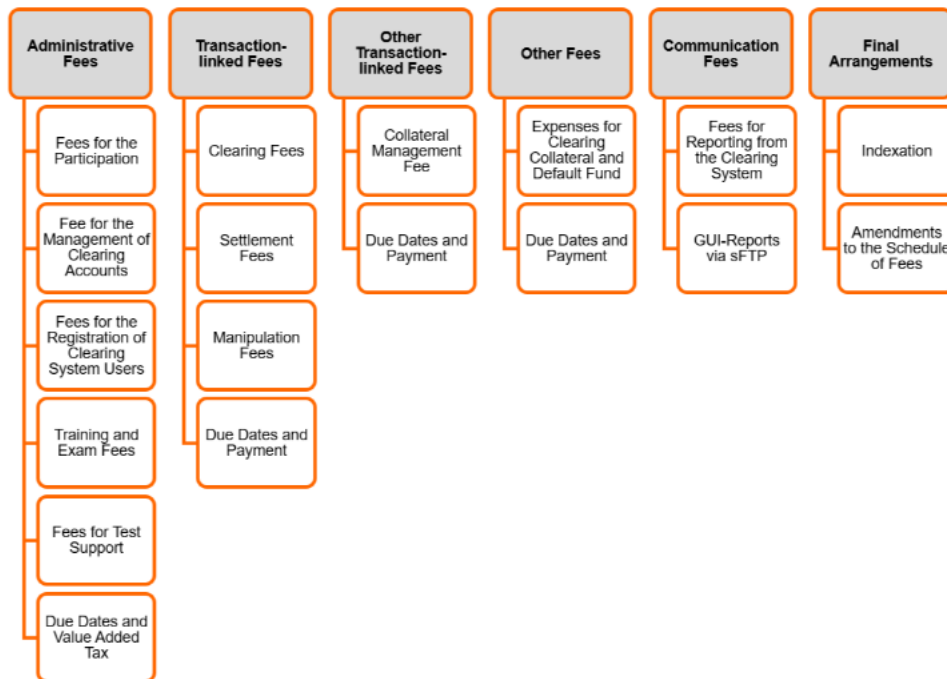 Administrative
Fees
Fees for the
Participation
Fee for the
Management of
Clearing
Accounts
Fees for the
Registration of
Clearing
System Users
Training and
Exam Fees
Fees for Test
Support
Due Dates and
Value Added
Tax
Transaction-
linked Fees
Clearing Fees
Settlement
Fees
Manipulation
Fees
Due Dates and
Payment
Other
Transaction-
linked Fees
Collateral
Management
Fee
Due Dates and
Payment
Other Fees
Expenses for
Clearing
Collateral and
Default Fund
Due Dates and
Payment
Communication
Fees
Fees for
Reporting from
the Clearing
System
GUI-Reports
via sFTP
Final
Arrangements
Indexation
Amendments
to the Schedule
of Fees